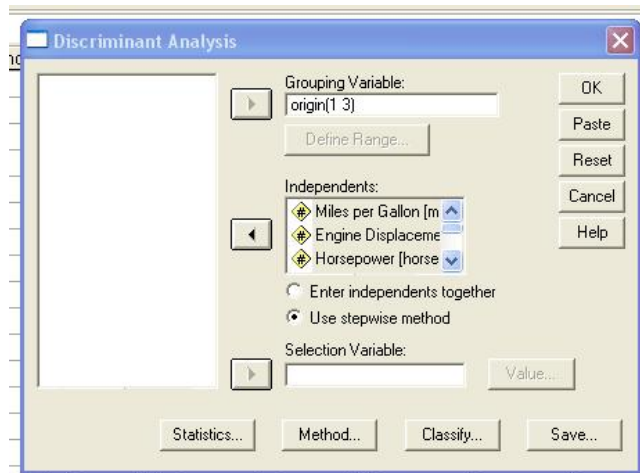 Discriminant Analysis
Grouping Variable:
origin(1 3)
Define Range...
Independents:
Miles per Gallon [m
Engine Displaceme
Horsepower [horse
Enter independents together
Use stepwise method
Selection Variable:
Value...
Statistics...
Method...
Classify...
Save...
OK
Paste
Reset
Cancel
Help